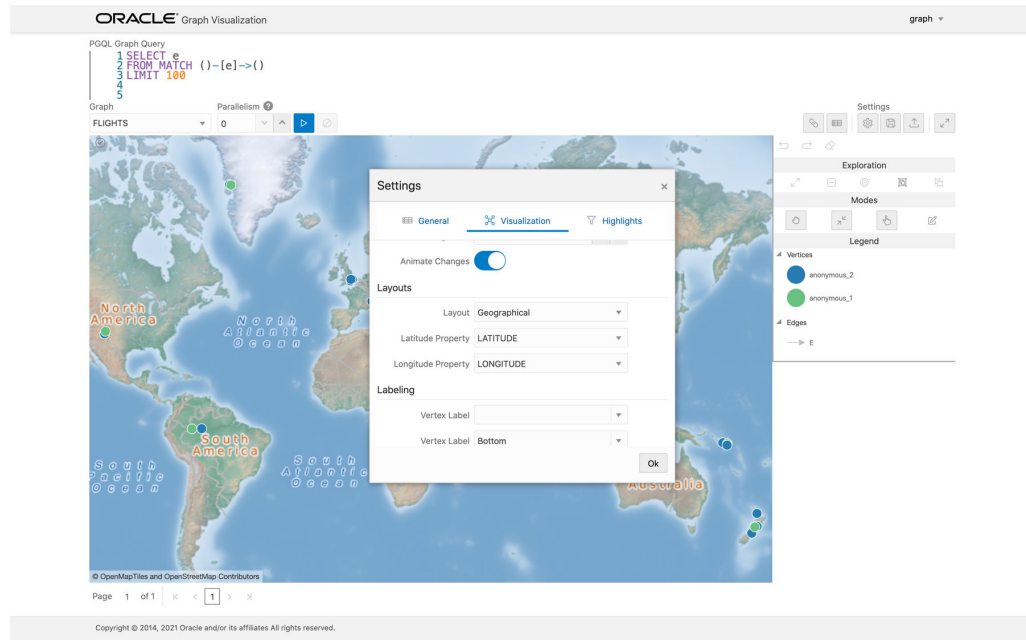 ORACLE® Graph Visualization
graph
PGQL Graph Query
1 SELECT e
2 FROM MATCH ()-[e]->()
3 LIMIT 100
4
5
Graph
Parallelism ?
Settings
FLIGHTS
0
Exploration
Modes
Legend
Vertices
anonymous_2
anonymous_1
Edges
E
Settings
×
General
Visualization
Highlights
Animate Changes
Layouts
Layout Geographical
Latitude Property LATITUDE
Longitude Property LONGITUDE
Labeling
Vertex Label
Vertex Label Bottom
Ok
North
America
North
Atlantic
Ocean
South
America
South
Pacific
Ocean
South
Atlantic
Ocean
Australia
© OpenMapTiles and OpenStreetMap Contributors
Page 1 of 1 K < 1 > X
Copyright © 2014, 2021 Oracle and/or its affiliates All rights reserved.